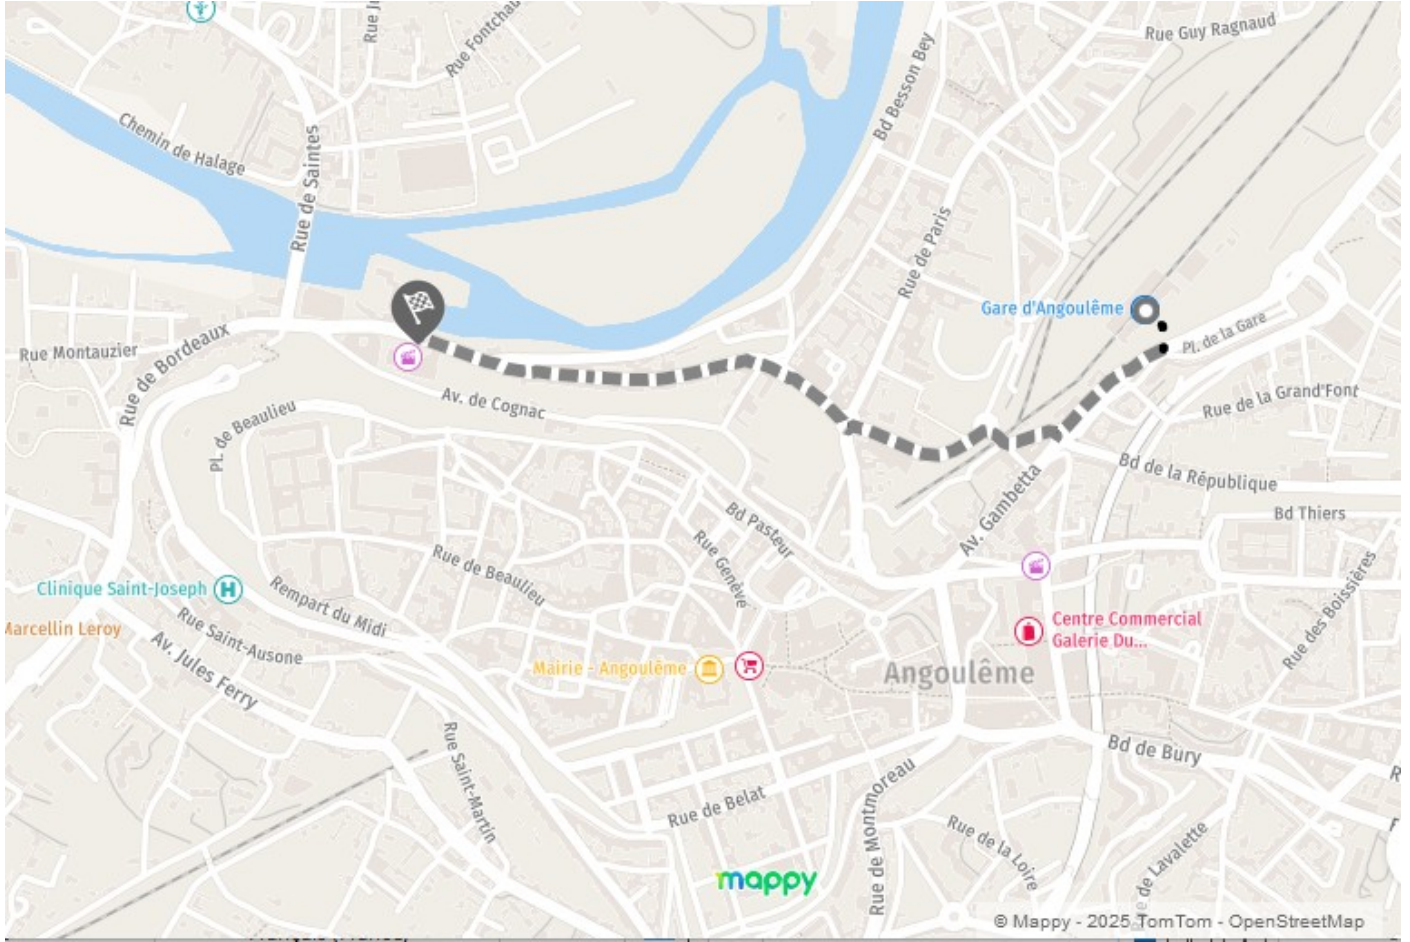 Rue Guy Ragnaud
Rue Fontchau
Rue Ju
Bd Besson Bey
Chemin de Halage
Rue de Saintes
Rue de Paris
Gare d'Angoulême
Pl. de la Gare
Rue Montauzier
Rue de Bordeaux
Av. de Cognac
Pl. de Beaulieu
Rue de la Grand'Font
Bd de la République
Av. Gambetta
Bd Thiers
Bd Pasteur
Rue Genève
Rue de Beaulieu
Clinique Saint-Joseph
H
Rempart du Midi
Marcellin Leroy
Rue Saint-Ausone
Av. Jules Ferry
Rue des Boissières
Centre Commercial
Galerie Du...
Mairie - Angoulême
Angoulême
Rue Saint-Martin
Bd de Bury
Rue de Belat
Rue de Montmoreau
Rue de la Loire
e de Lavalette
mappy
© Mappy - 2025 TomTom - OpenStreetMap